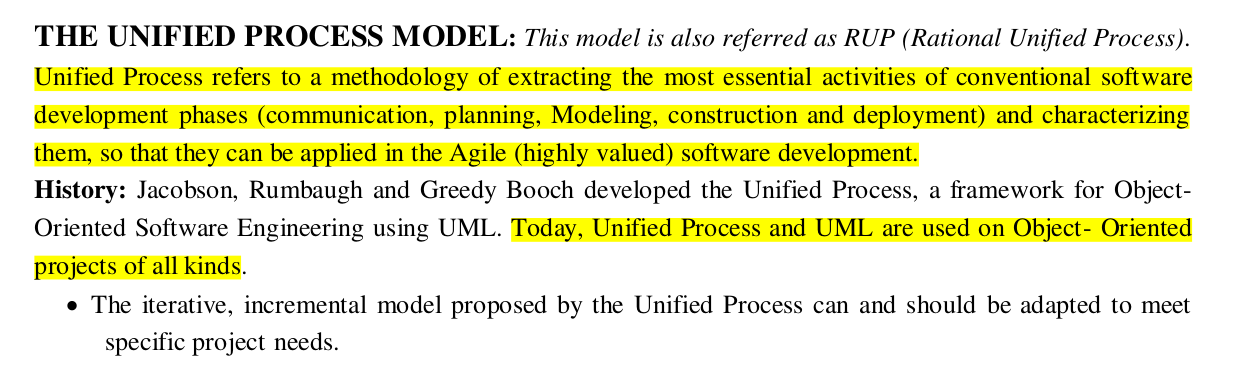 THE UNIFIED PROCESS MODEL: This model is also referred as RUP (Rational Unified Process).
Unified Process refers to a methodology of extracting the most essential activities of conventional software
development phases (communication, planning, Modeling, construction and deployment) and characterizing
them, so that they can be applied in the Agile (highly valued) software development.
History: Jacobson, Rumbaugh and Greedy Booch developed the Unified Process, a framework for Object-
Oriented Software Engineering using UML. Today, Unified Process and UML are used on Object- Oriented
projects of all kinds.
• The iterative, incremental model proposed by the Unified Process can and should be adapted to meet
specific project needs.